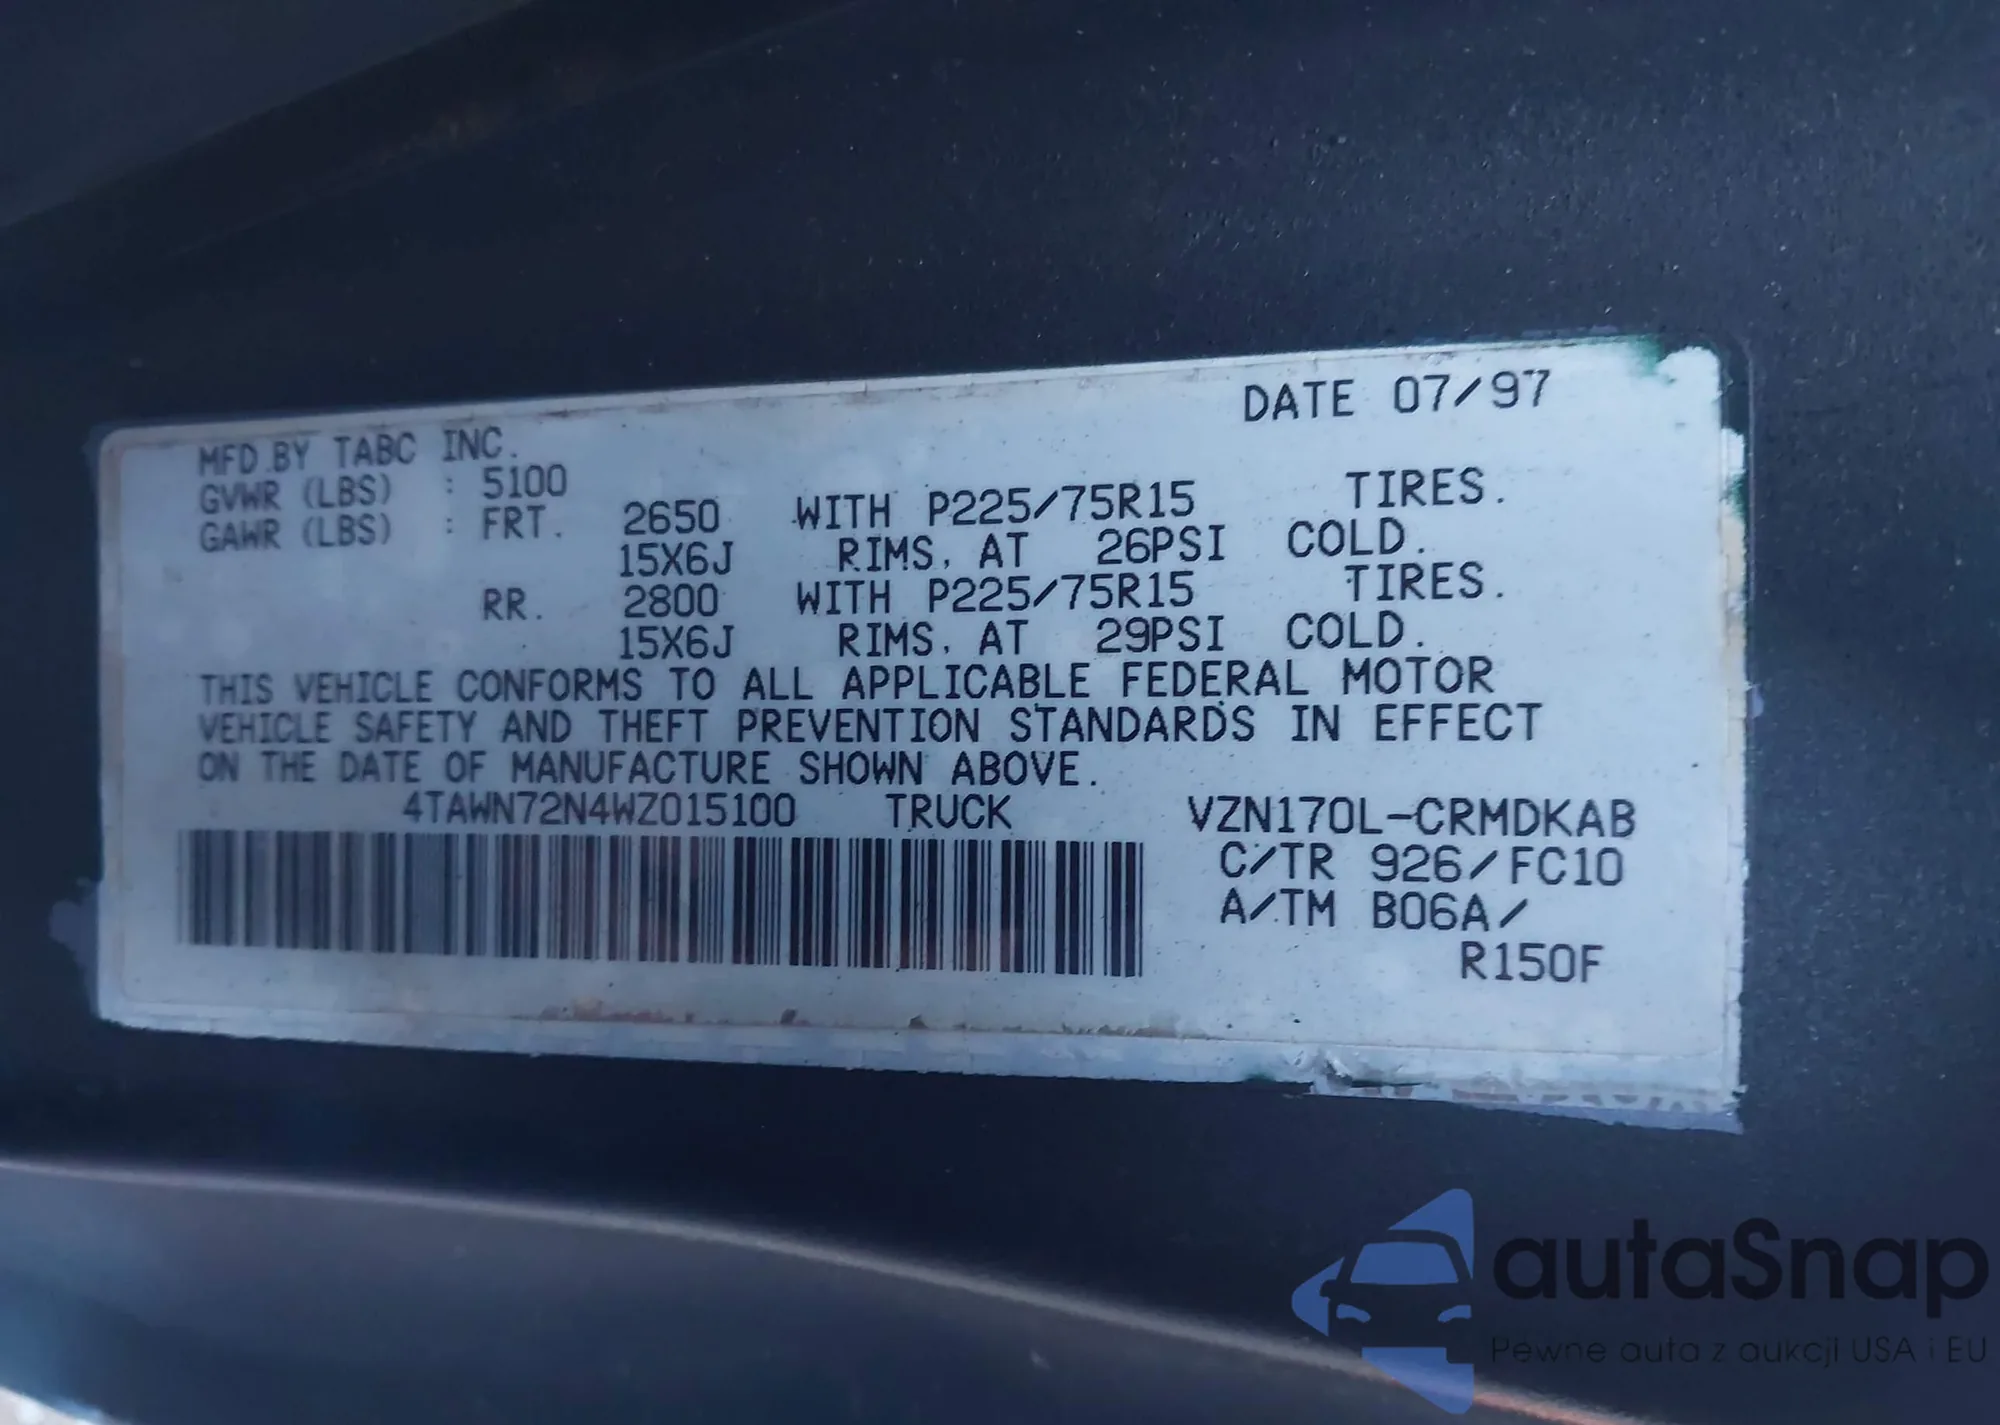 DATE 07/97
MFD.BY TABC INC.
GVWR (LBS) : 5100
GAWR (LBS) : FRT. 2650 WITH P225/75R15 TIRES.
15X6J RIMS, AT 26PSI COLD.
RR. 2800 WITH P225/75R15 TIRES.
15X6J RIMS, AT 29PSI COLD.
THIS VEHICLE CONFORMS TO ALL APPLICABLE FEDERAL MOTOR
VEHICLE SAFETY AND THEFT PREVENTION STANDARDS IN EFFECT
ON THE DATE OF MANUFACTURE SHOWN ABOVE.
4TAWN72N4WZ015100 TRUCK VZN170L-CRMDKAB
C/TR 926/FC10
A/TM B06A/
R150F
autaSnap
Pewne auta z aukcji USA i EU